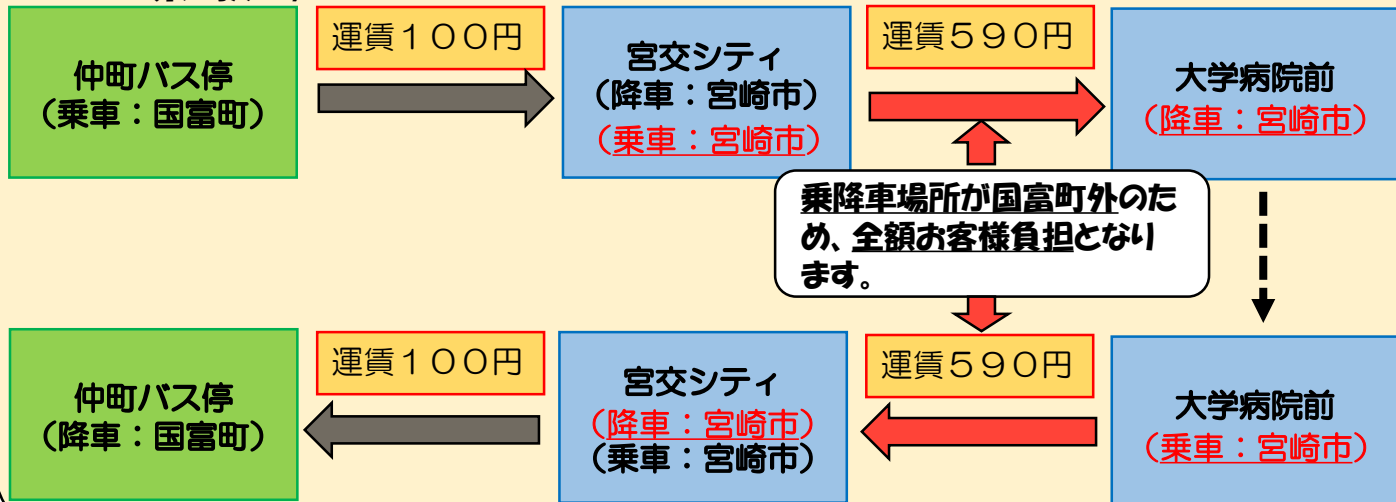 仲町バス停
（乗車：国富町）
運賃１００円
宮交シティ
（降車：宮崎市）
（乗車：宮崎市）
運賃５９０円
大学病院前
（降車：宮崎市）
乗降車場所が国富町外のた
め、全額お客様負担となり
ます。
仲町バス停
（降車：国富町）
運賃１００円
宮交シティ
（降車：宮崎市）
（乗車：宮崎市）
運賃５９０円
大学病院前
（乗車：宮崎市）